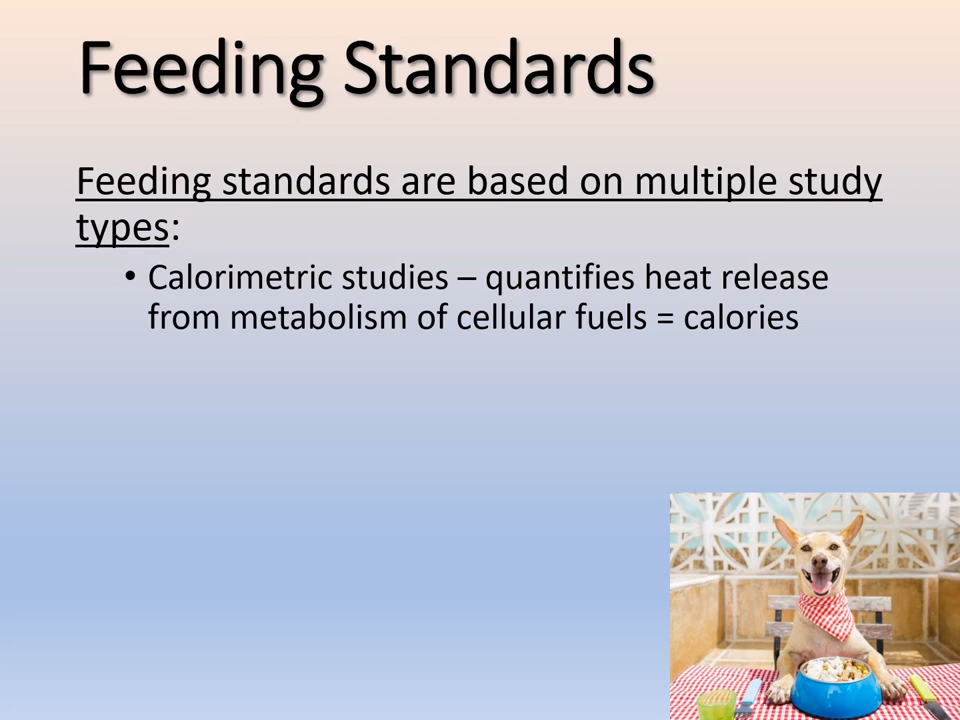 Feeding Standards
Feeding standards are based on multiple study
types:
• Calorimetric studies – quantifies heat release
from metabolism of cellular fuels = calories